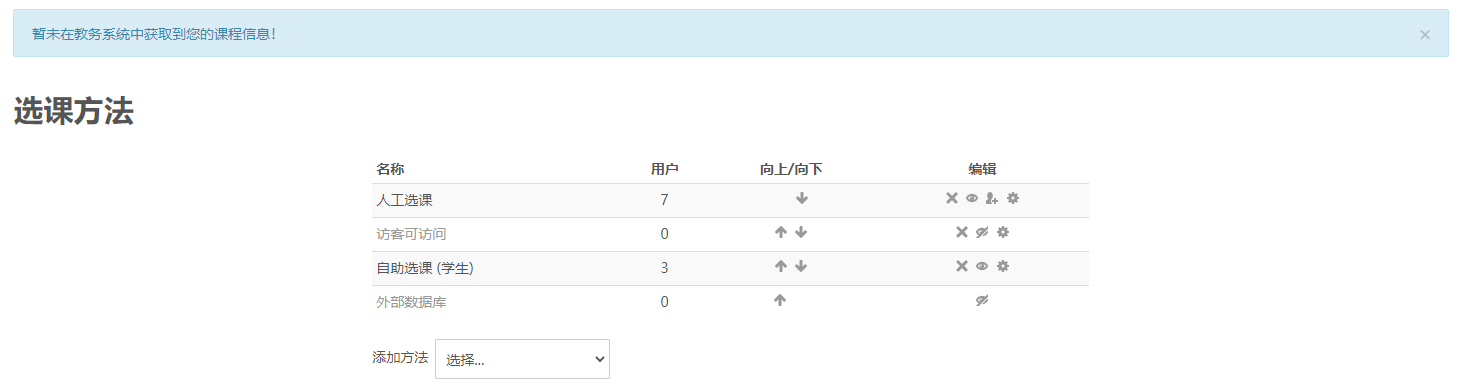 暂未在教务系统中获取到您的课程信息!
×
选课方法
名称 用户 向上/向下 编辑
人工选课 7
访客可访问 0
自助选课 (学生) 3
外部数据库 0
添加方法 选择...